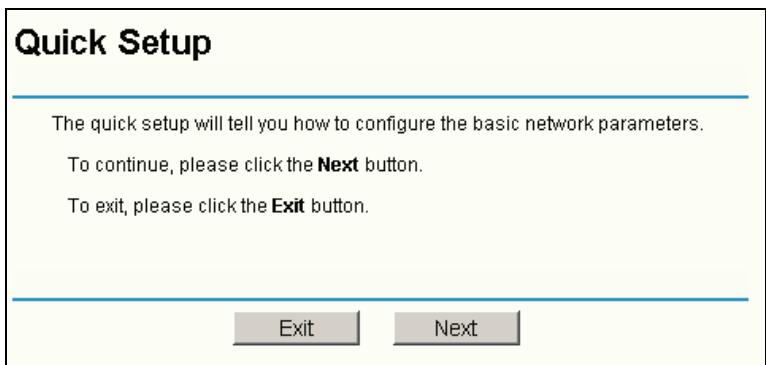 Quick Setup
The quick setup will tell you how to configure the basic network parameters.
To continue, please click the Next button.
To exit, please click the Exit button.
Exit Next